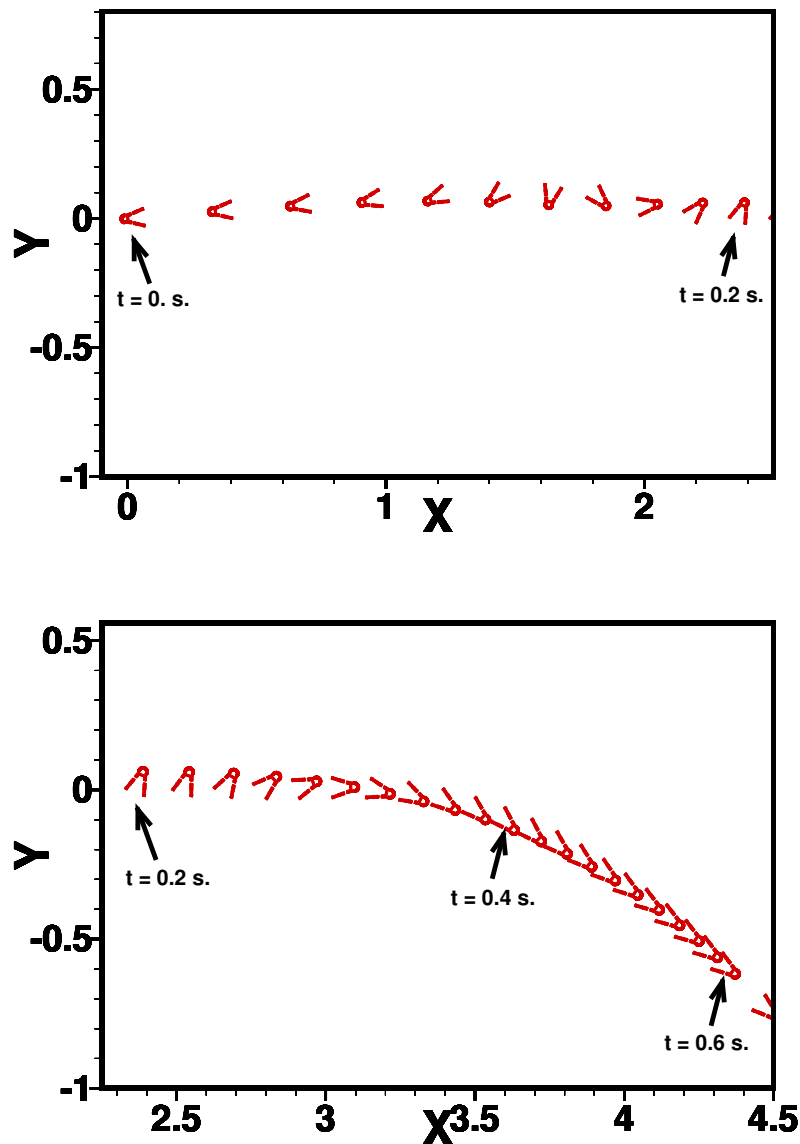 0.5
0
-0.5
-1
Y
t = 0. s.
t = 0.2 s.
0 1 2
X
0.5
0
-0.5
-1
Y
t = 0.2 s.
t = 0.4 s.
t = 0.6 s.
2.5 3 3.5 4 4.5
X